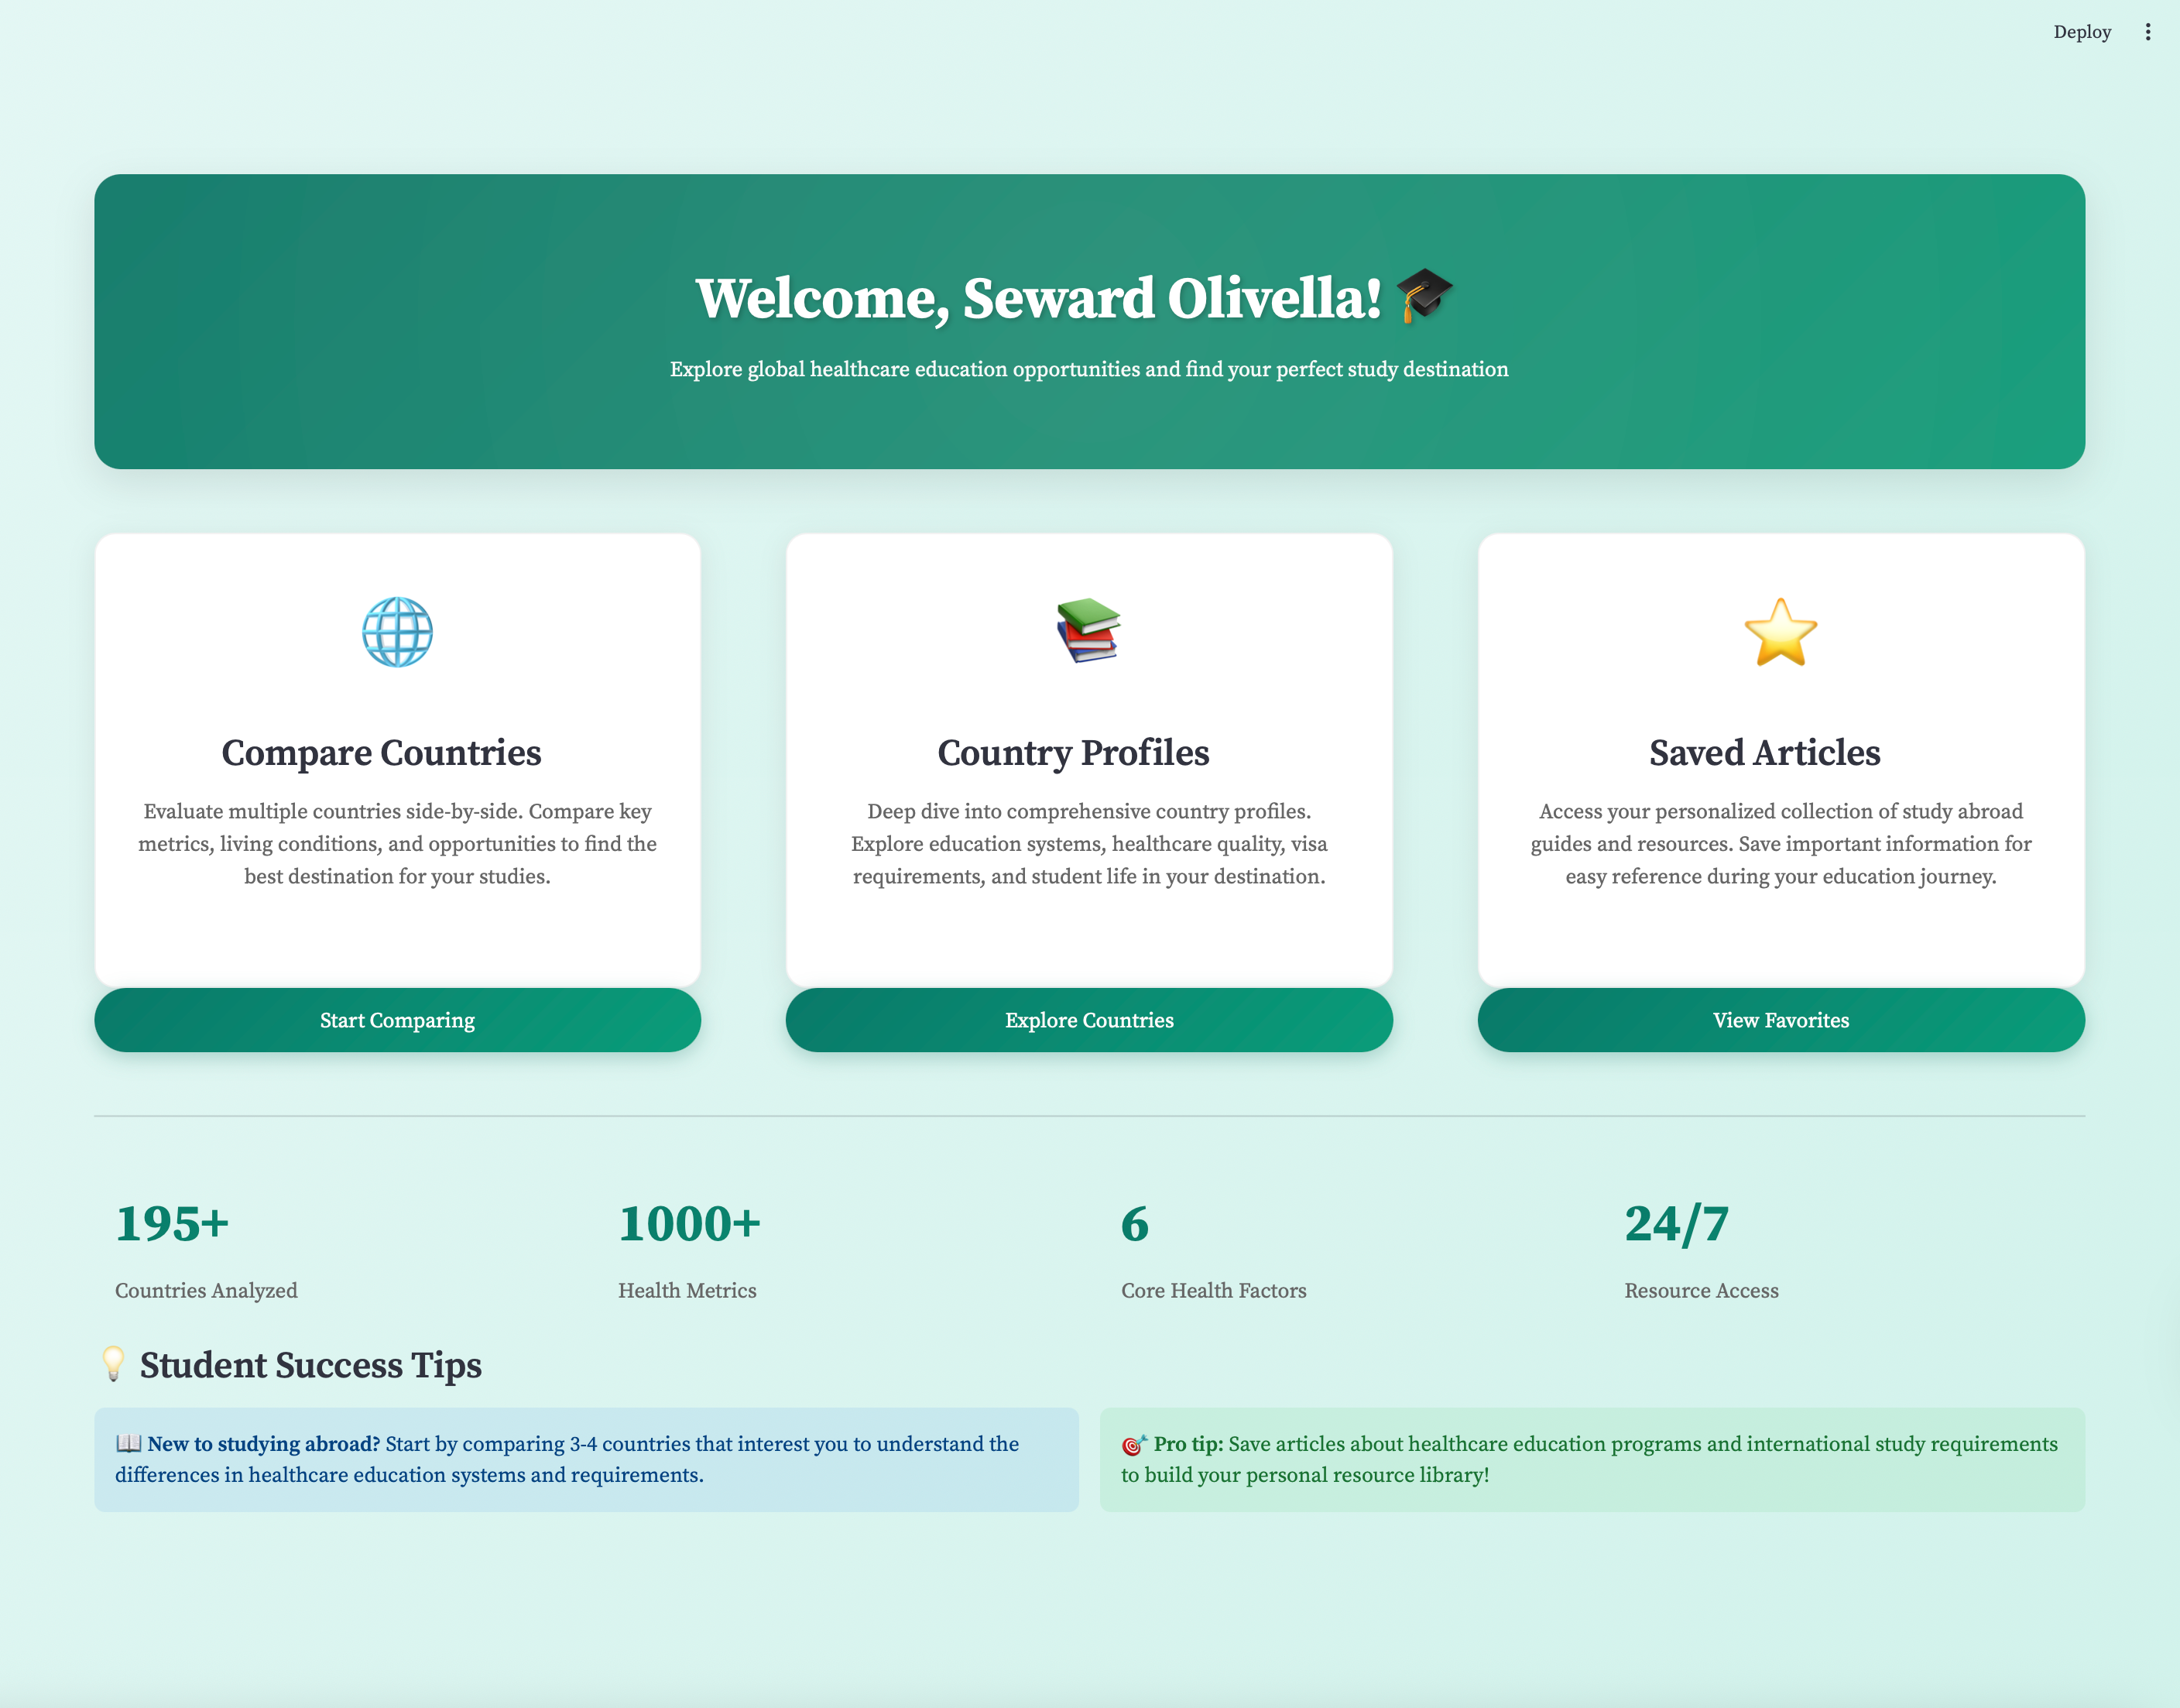 Deploy
Welcome, Seward Olivella! 🎓
Explore global healthcare education opportunities and find your perfect study destination
Compare Countries
Evaluate multiple countries side-by-side. Compare key
metrics, living conditions, and opportunities to find the
best destination for your studies.
Start Comparing
Country Profiles
Deep dive into comprehensive country profiles.
Explore education systems, healthcare quality, visa
requirements, and student life in your destination.
Explore Countries
Saved Articles
Access your personalized collection of study abroad
guides and resources. Save important information for
easy reference during your education journey.
View Favorites
195+
Countries Analyzed
1000+
Health Metrics
6
Core Health Factors
24/7
Resource Access
💡 Student Success Tips
📖 New to studying abroad? Start by comparing 3-4 countries that interest you to understand the
differences in healthcare education systems and requirements.
🎯 Pro tip: Save articles about healthcare education programs and international study requirements
to build your personal resource library!